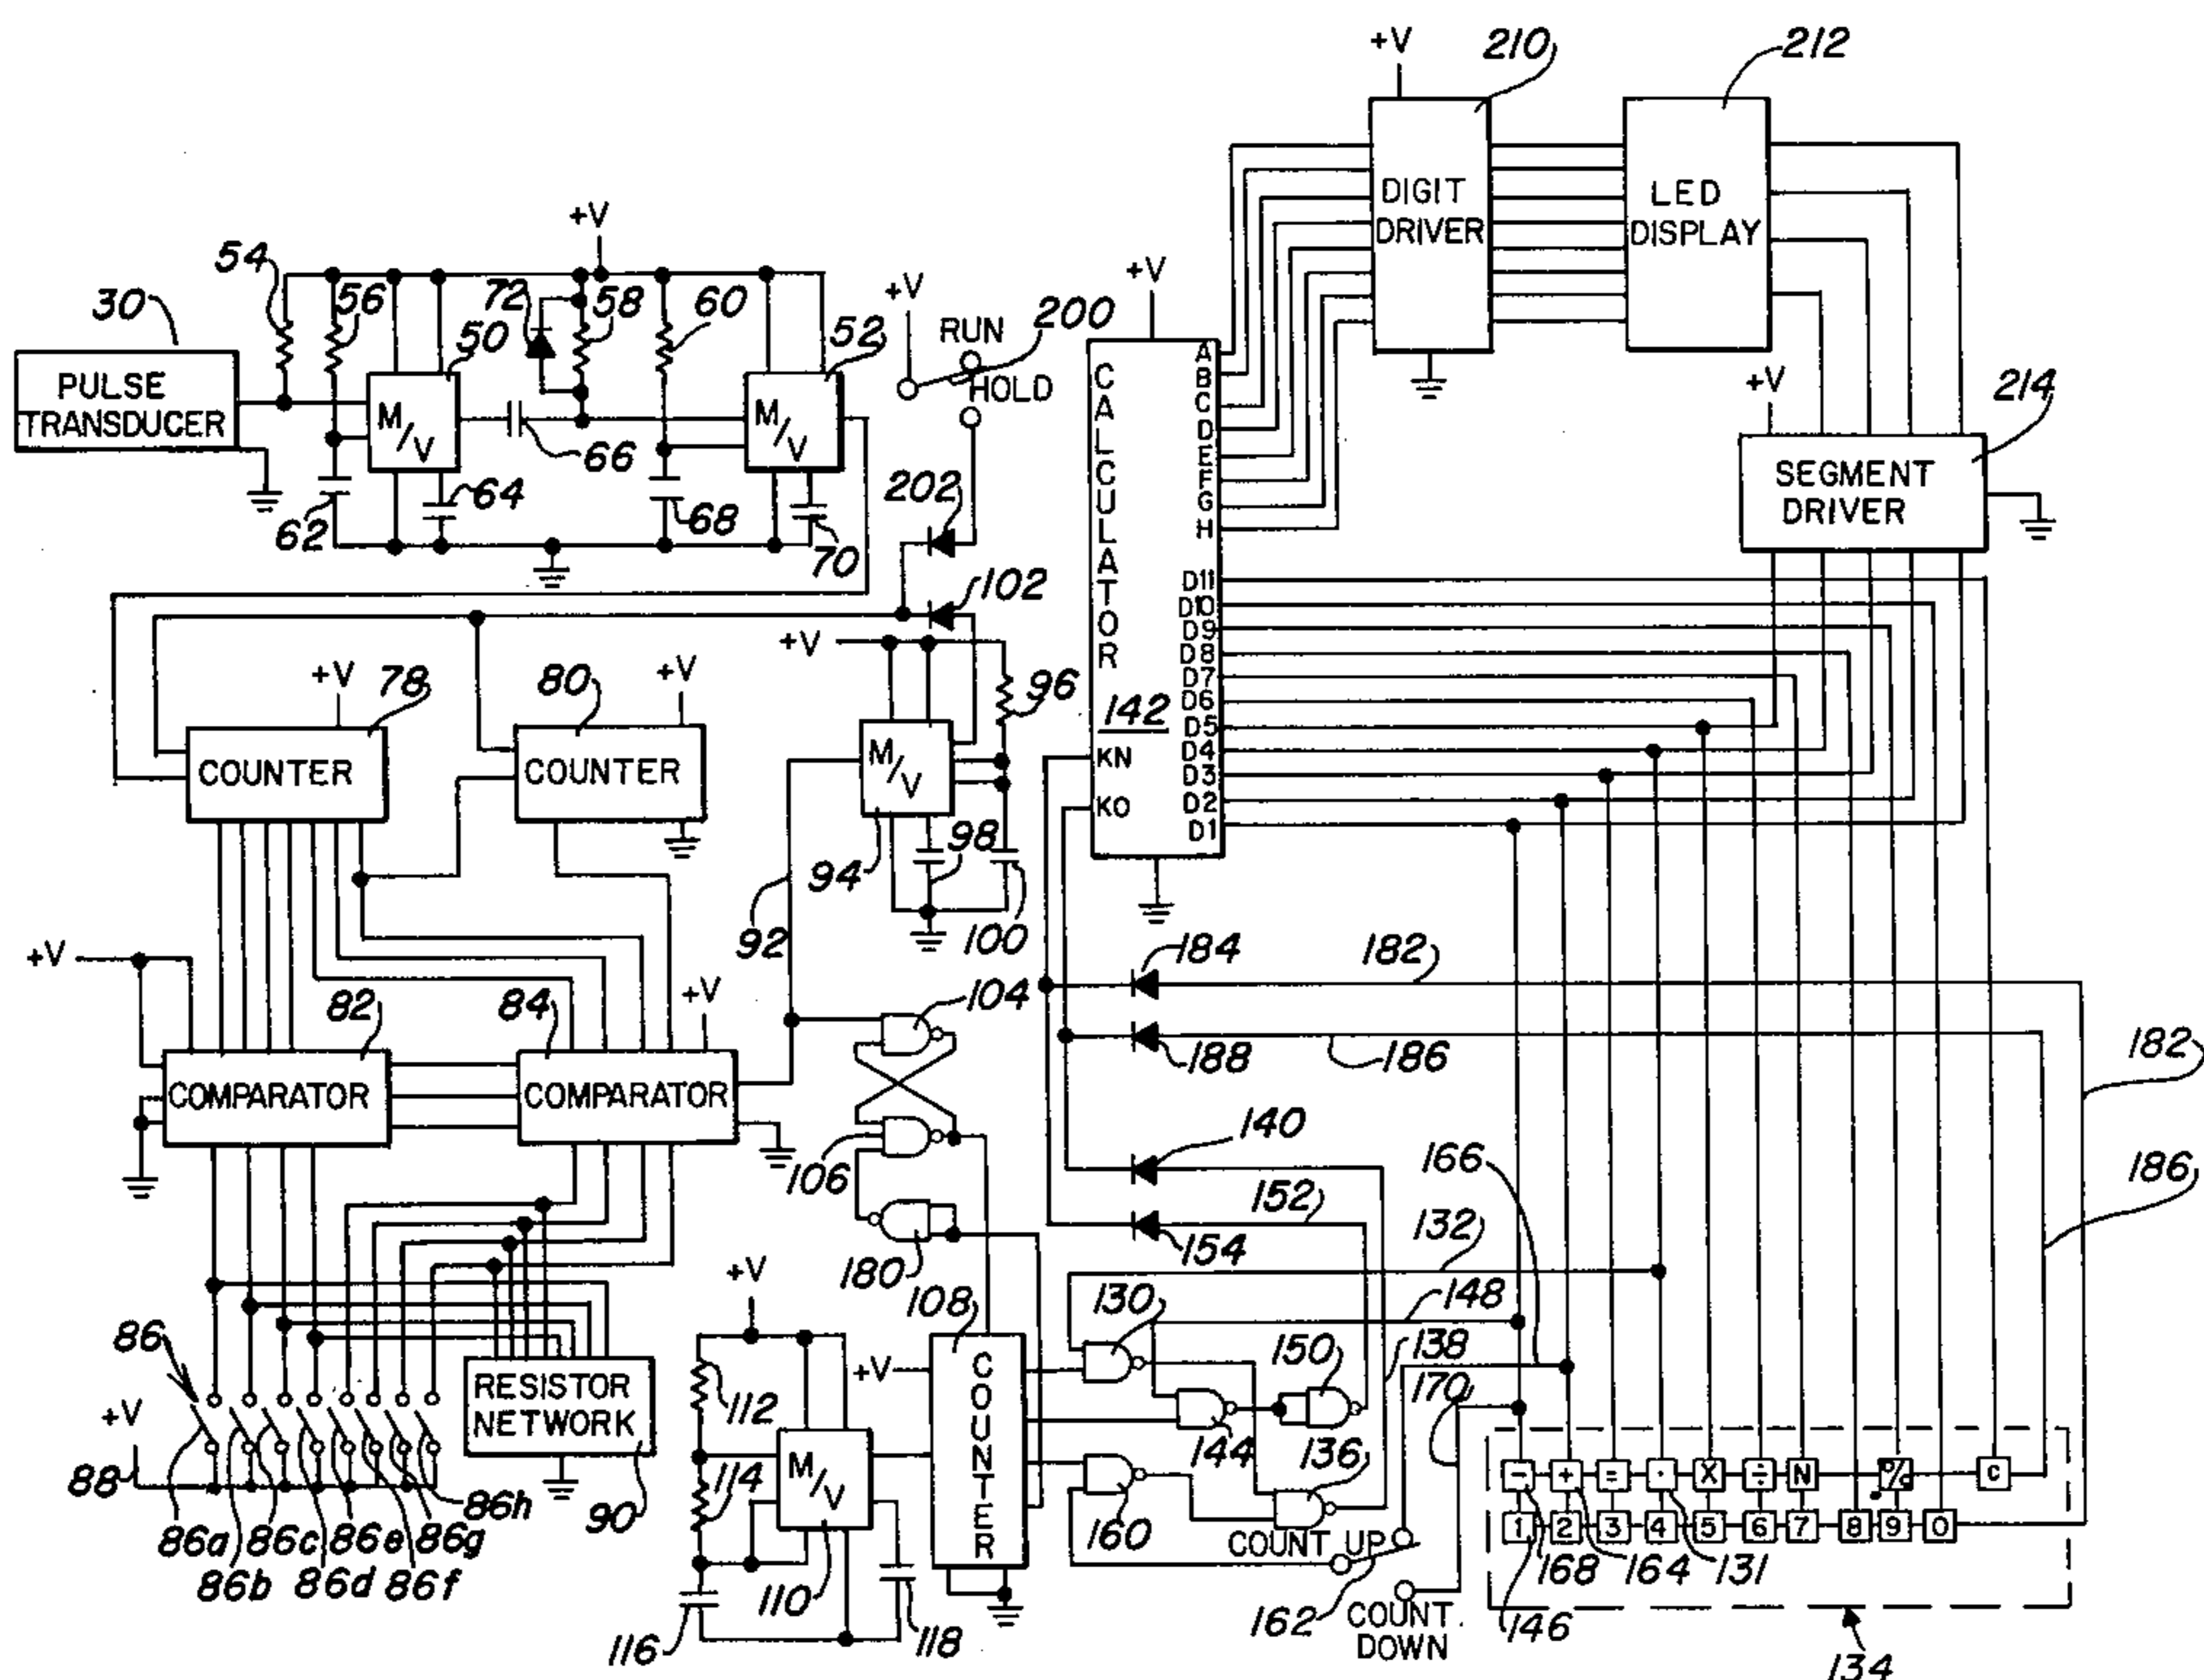 +V
210
212
DIGIT
DRIVER
LED
DISPLAY
+V
54
30
56
72
58
60
50
52
+V
RUN
200
HOLD
+V
214
PULSE
TRANSDUCER
M/V
M/V
66
62
64
68
70
202
102
CALCULATOR
142
A
B
C
D
E
F
G
H
D11
D10
D9
D8
D7
D6
D5
D4
D3
D2
D1
KN
KO
+V
SEGMENT
DRIVER
+V
78
80
+V
COUNTER
COUNTER
+V
96
M/V
94
98
100
92
+V
82
84
+V
COMPARATOR
COMPARATOR
104
106
180
184
182
188
186
182
186
140
152
154
166
132
148
138
130
150
170
144
136
160
86
+V
88
RESISTOR
NETWORK
90
86a
86b
86c
86d
86e
86f
86g
86h
+V
108
+V
COUNTER
112
114
M/V
110
116
118
COUNT UP
162
COUNT
DOWN
- + = · X ÷ N % C
1 2 3 4 5 6 7 8 9 0
168
164
131
146
134